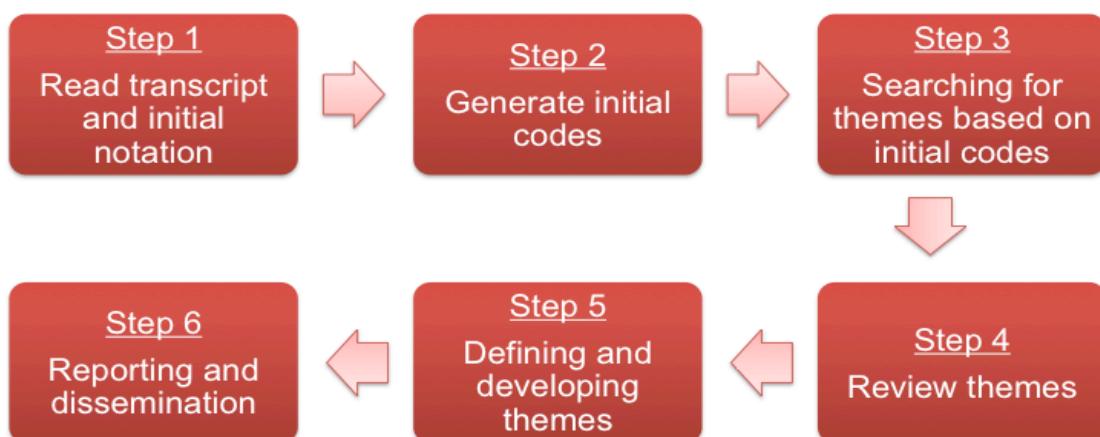 Step 1
Read transcript
and initial
notation
Step 2
Generate initial
codes
Step 3
Searching for
themes based on
initial codes
Step 4
Review themes
Step 5
Defining and
developing
themes
Step 6
Reporting and
dissemination